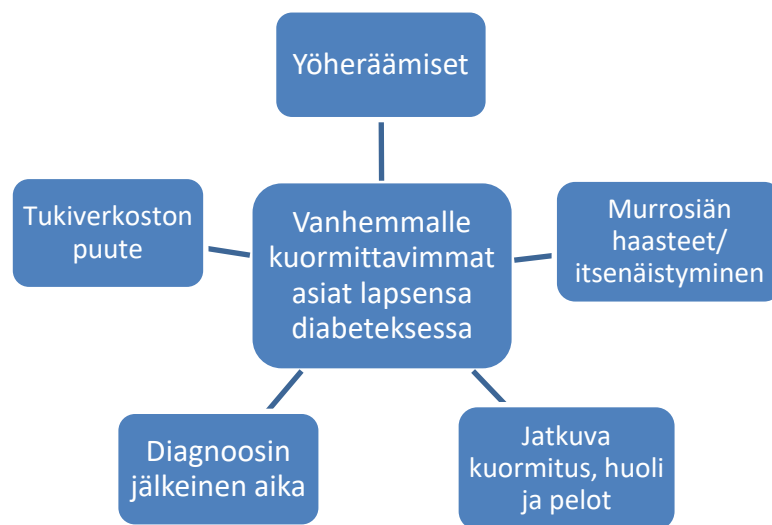 Yöheräämiset
Tukiverkoston
puute
Vanhemmalle
kuormittavimmat
asiat lapsensa
diabeteksessa
Murrosiän
haasteet/
itsenäistyminen
Diagnoosin
jälkeinen aika
Jatkuva
kuormitus, huoli
ja pelot